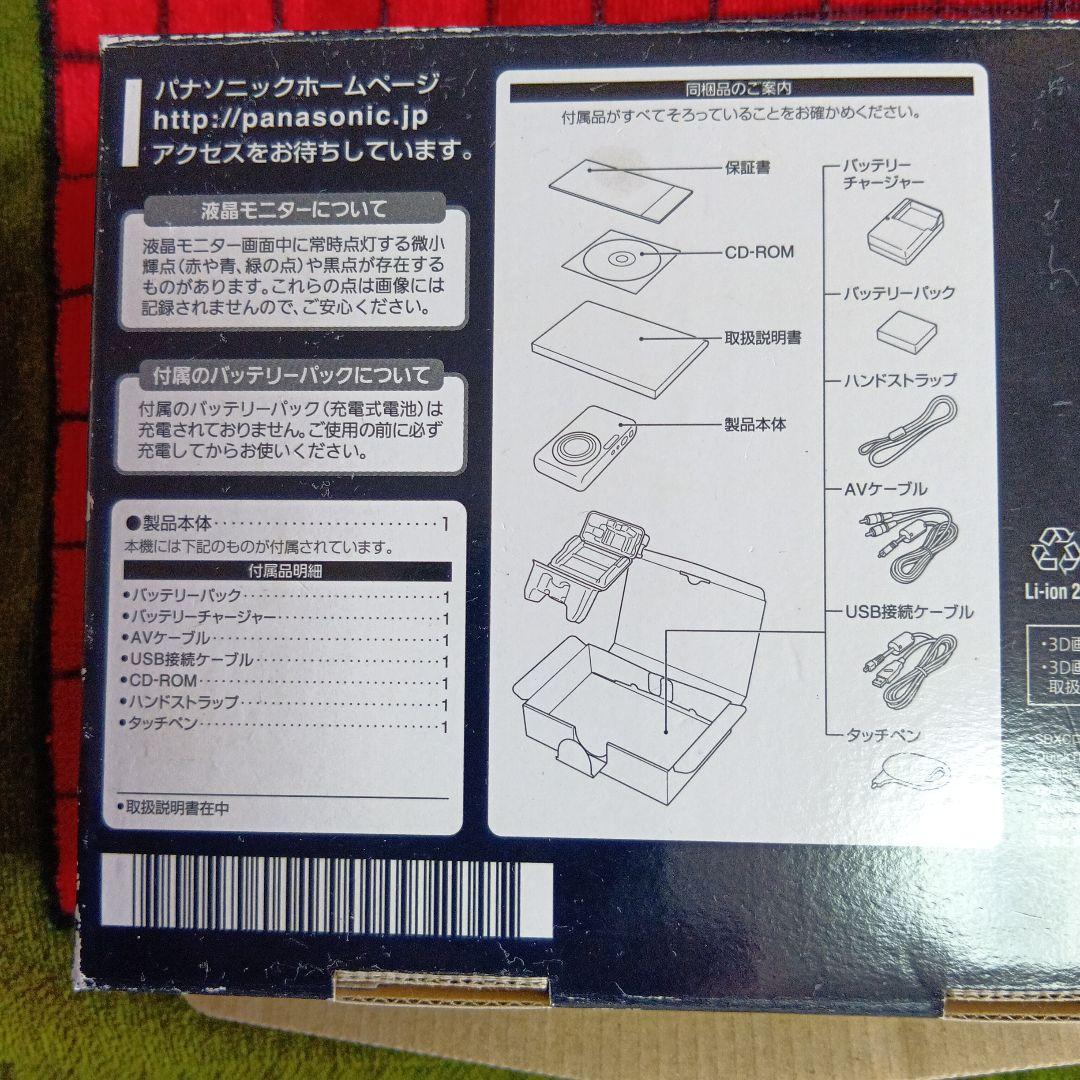 パナソニックホームページ
http://panasonic.jp
アクセスをお待ちしています。
液晶モニターについて
液晶モニター画面中に常時点灯する微小
輝点(赤や青、緑の点)や黒点が存在する
ものがあります。これらの点は画像には
記録されませんので、ご安心ください。
付属のバッテリーパックについて
付属のバッテリーパック(充電式電池)は
充電されておりません。ご使用の前に必ず
充電してからお使いください。
●製品本体‥‥‥‥‥‥‥‥1
本機には下記のものが付属されています。
付属品明細
•バッテリーパック‥‥‥‥‥‥‥1
•バッテリーチャージャー‥‥‥‥‥‥1
•AVケーブル‥‥‥‥‥‥‥‥1
•USB接続ケーブル‥‥‥‥‥‥‥1
•CD-ROM‥‥‥‥‥‥‥‥1
•ハンドストラップ‥‥‥‥‥‥‥1
•タッチペン‥‥‥‥‥‥‥‥1
•取扱説明書在中
同梱品のご案内
付属品がすべてそろっていることをお確かめください。
保証書
CD-ROM
取扱説明書
製品本体
バッテリー
チャージャー
バッテリーパック
ハンドストラップ
AVケーブル
USB接続ケーブル
タッチペン
Li-ion 2
•3D画
•3D画
取扱
SDXC